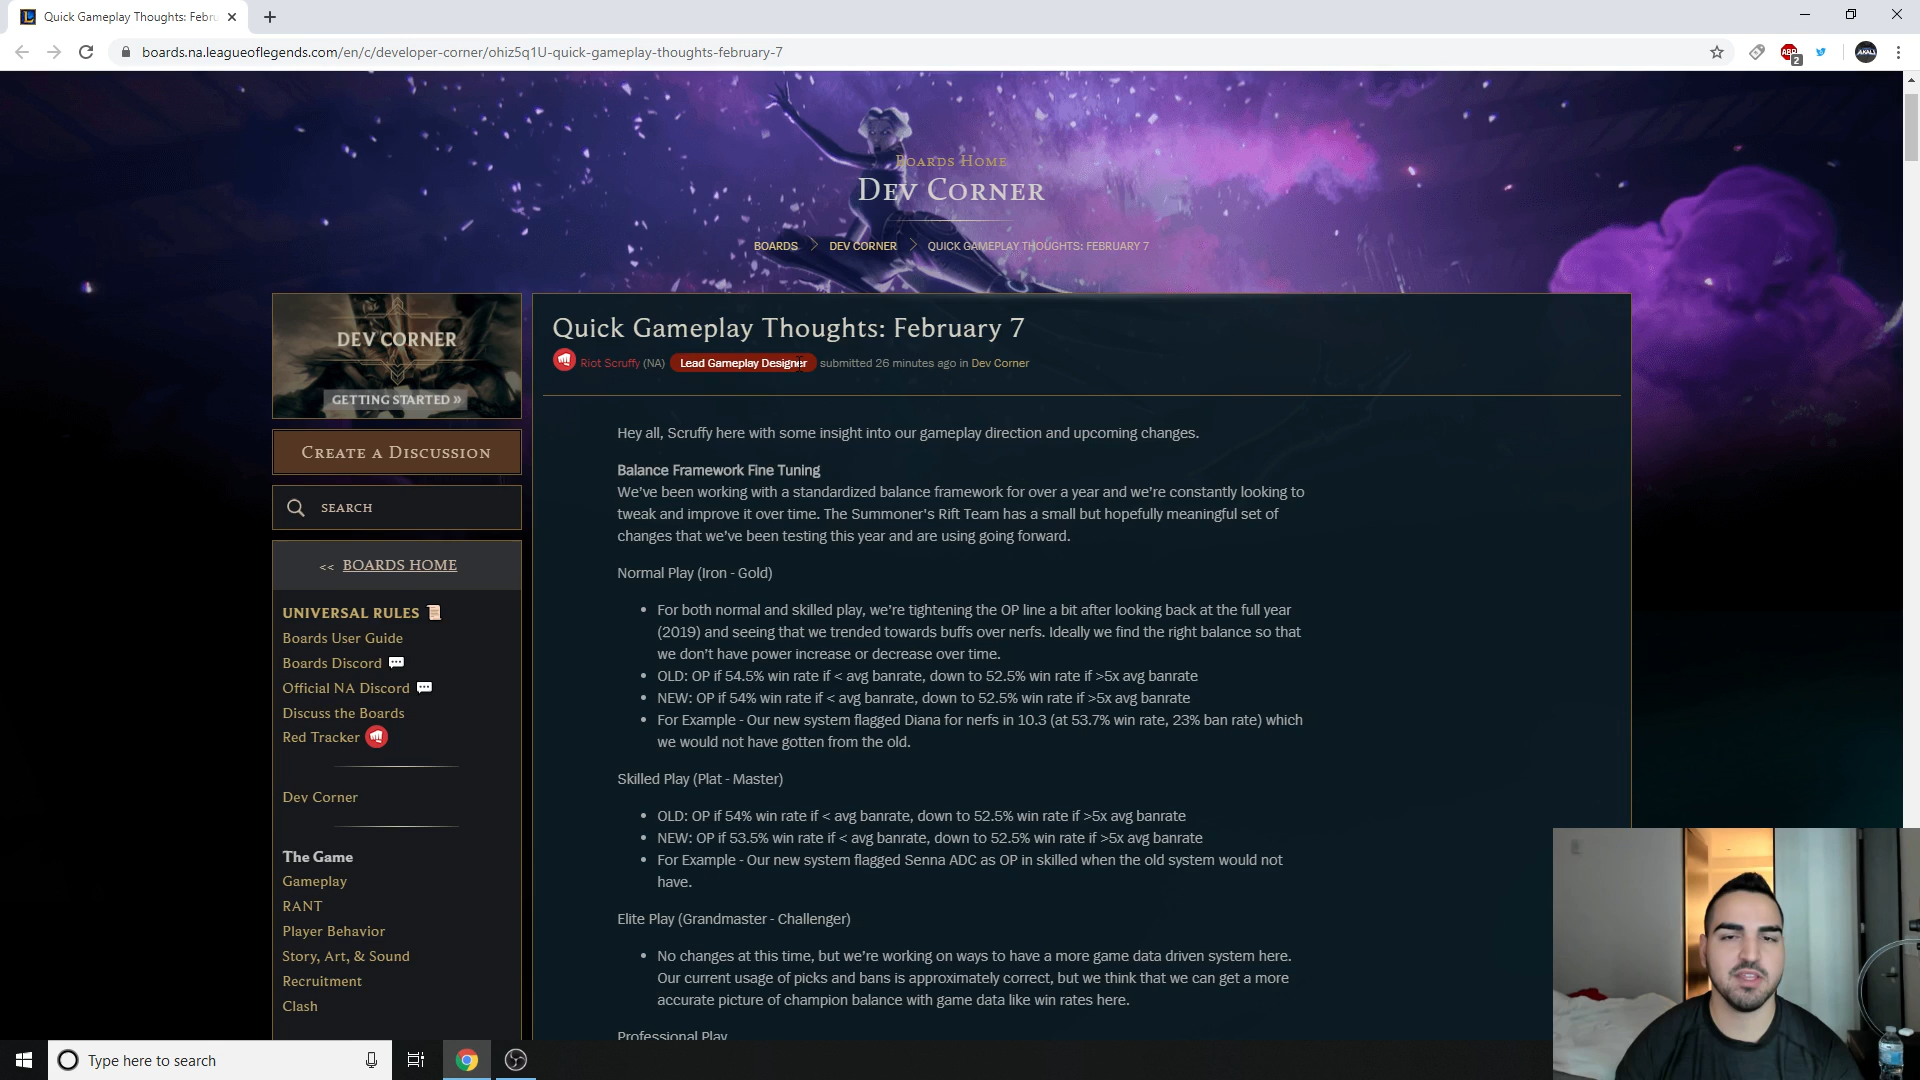 Quick Gameplay Thoughts: Febru
boards.na.leagueoflegends.com/en/c/developer-corner/ohiz5q1U-quick-gameplay-thoughts-february-7
ABP
2
AKALI
BOARDS HOME
DEV CORNER
BOARDS
DEV CORNER
QUICK GAMEPLAY THOUGHTS: FEBRUARY 7
DEV CORNER
GETTING STARTED »
CREATE A DISCUSSION
SEARCH
<< BOARDS HOME
UNIVERSAL RULES
Boards User Guide
Boards Discord
Official NA Discord
Discuss the Boards
Red Tracker
Dev Corner
The Game
Gameplay
RANT
Player Behavior
Story, Art, & Sound
Recruitment
Clash
Quick Gameplay Thoughts: February 7
Riot Scruffy (NA) Lead Gameplay Designer submitted 26 minutes ago in Dev Corner
Hey all, Scruffy here with some insight into our gameplay direction and upcoming changes.
Balance Framework Fine Tuning
We've been working with a standardized balance framework for over a year and we're constantly looking to
tweak and improve it over time. The Summoner's Rift Team has a small but hopefully meaningful set of
changes that we've been testing this year and are using going forward.
Normal Play (Iron - Gold)
• For both normal and skilled play, we're tightening the OP line a bit after looking back at the full year
(2019) and seeing that we trended towards buffs over nerfs. Ideally we find the right balance so that
we don't have power increase or decrease over time.
• OLD: OP if 54.5% win rate if < avg banrate, down to 52.5% win rate if >5x avg banrate
• NEW: OP if 54% win rate if < avg banrate, down to 52.5% win rate if >5x avg banrate
• For Example - Our new system flagged Diana for nerfs in 10.3 (at 53.7% win rate, 23% ban rate) which
we would not have gotten from the old.
Skilled Play (Plat - Master)
• OLD: OP if 54% win rate if < avg banrate, down to 52.5% win rate if >5x avg banrate
• NEW: OP if 53.5% win rate if < avg banrate, down to 52.5% win rate if >5x avg banrate
• For Example - Our new system flagged Senna ADC as OP in skilled when the old system would not
have.
Elite Play (Grandmaster - Challenger)
• No changes at this time, but we're working on ways to have a more game data driven system here.
Our current usage of picks and bans is approximately correct, but we think that we can get a more
accurate picture of champion balance with game data like win rates here.
Professional Play
Type here to search